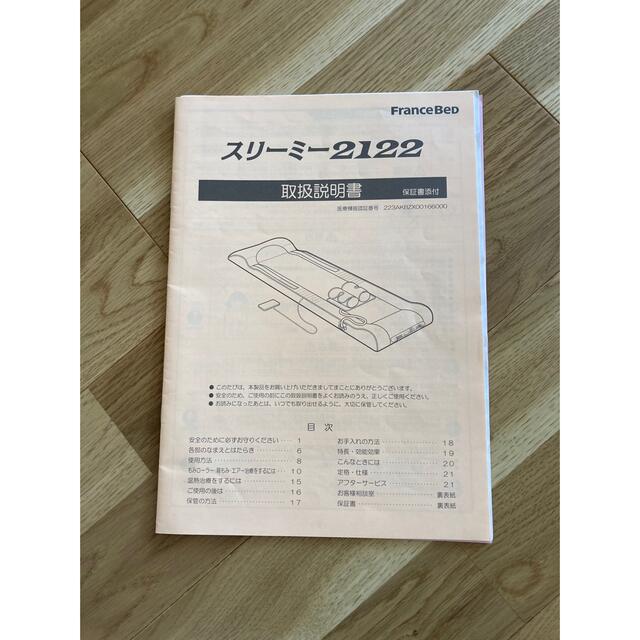 FRANCEBED
スリーミー2122
取扱説明書 保証書添付
医療機器認証番号 223AKBZX00166000
● このたびは、本製品をお買い上げいただきましてまことにありがとうございます。
● 安全のため、ご使用の前にこの取扱説明書をよくお読みのうえ、正しくご使用ください。
● お読みになったあとは、いつでも取り出せるように、大切に保管してください。
目 次
安全のために必ずお守りください ‥‥ 1
各部のなまえとはたらき ‥‥‥‥ 6
使用方法 ‥‥‥‥ 8
もみローラー・肩もみ・エアー治療をするには ‥‥ 10
温熱治療をするには ‥‥‥‥ 15
ご使用の後は ‥‥‥‥ 16
保管の方法 ‥‥‥‥ 17
お手入れの方法 ‥‥‥‥ 18
特長・効能効果 ‥‥‥‥ 19
こんなときには ‥‥‥‥ 20
定格・仕様 ‥‥‥‥ 21
アフターサービス ‥‥‥‥ 21
お客様相談室 ‥‥‥‥ 裏表紙
保証書 ‥‥‥‥ 裏表紙